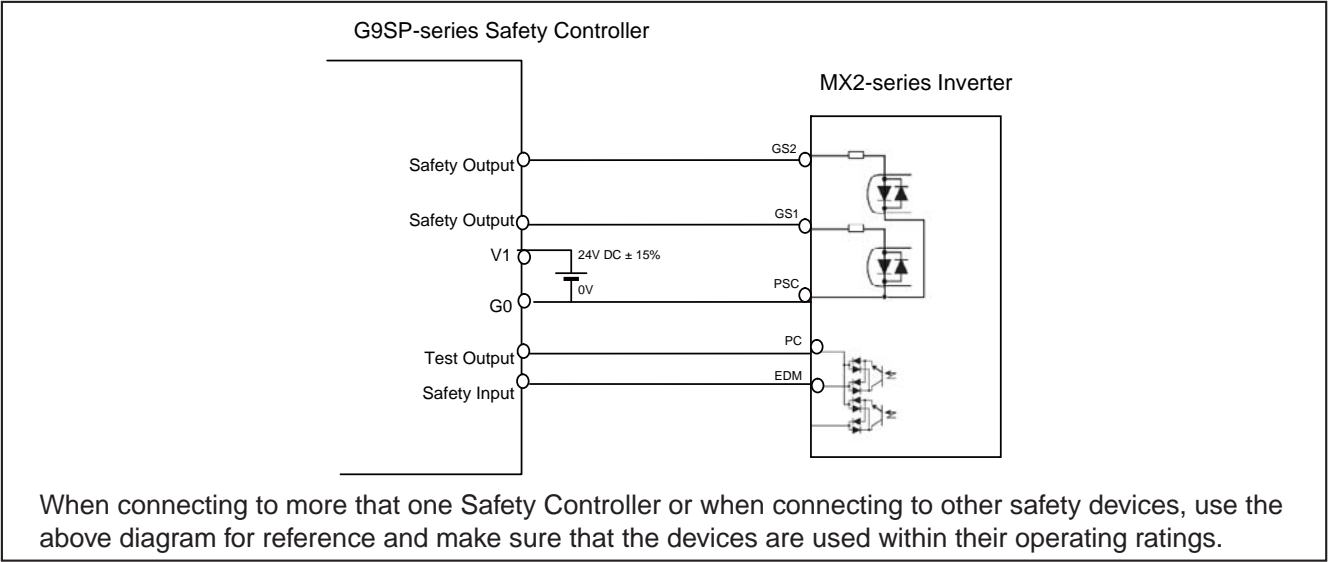 G9SP-series Safety Controller
MX2-series Inverter
Safety Output
GS2
Safety Output
GS1
V1
24V DC ± 15%
0V
PSC
G0
Test Output
PC
Safety Input
EDM
When connecting to more that one Safety Controller or when connecting to other safety devices, use the
above diagram for reference and make sure that the devices are used within their operating ratings.